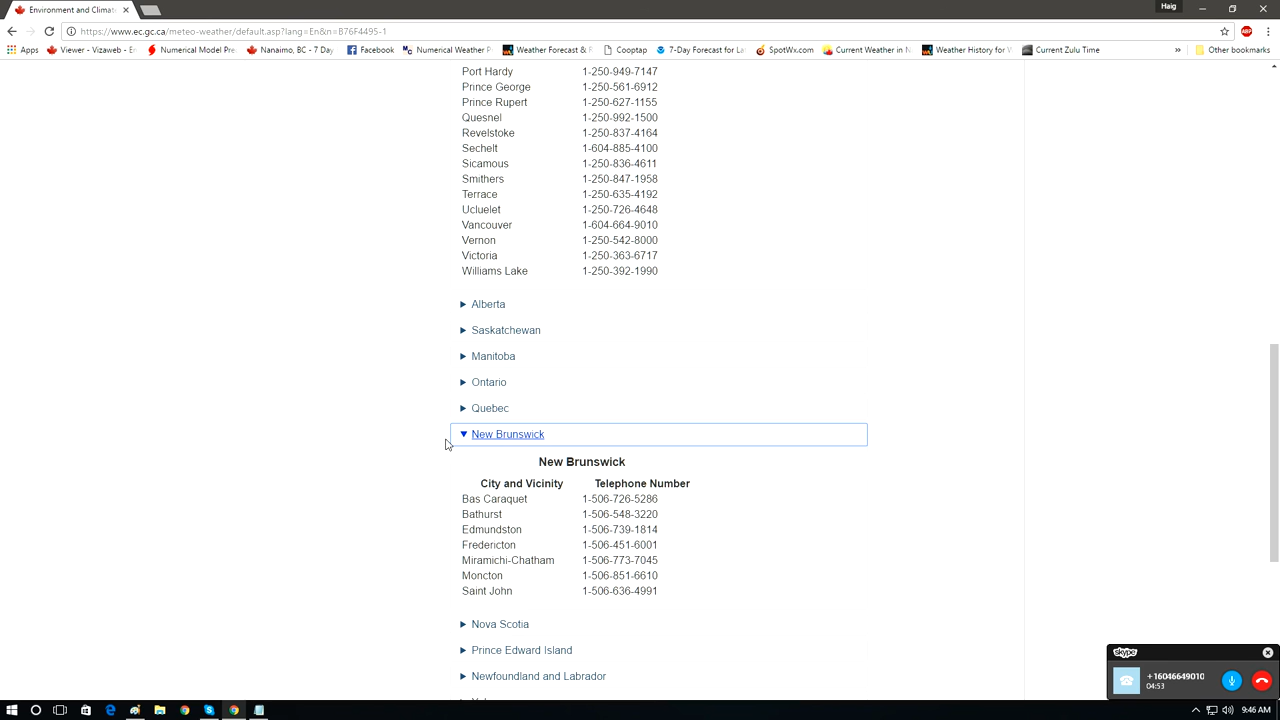 Environment and Climat
Haig
https://www.ec.gc.ca/meteo-weather/default.asp?lang=En&n=B76F4495-1
Apps
Viewer - Vizaweb - En
Numerical Model Pre
Nanaimo, BC - 7 Day
Facebook
Numerical Weather P
Weather Forecast & R
Cooptap
7-Day Forecast for La
SpotWx.com
Current Weather in N
Weather History for W
Current Zulu Time
»
Other bookmarks
Port Hardy 1-250-949-7147
Prince George 1-250-561-6912
Prince Rupert 1-250-627-1155
Quesnel 1-250-992-1500
Revelstoke 1-250-837-4164
Sechelt 1-604-885-4100
Sicamous 1-250-836-4611
Smithers 1-250-847-1958
Terrace 1-250-635-4192
Ucluelet 1-250-726-4648
Vancouver 1-604-664-9010
Vernon 1-250-542-8000
Victoria 1-250-363-6717
Williams Lake 1-250-392-1990
Alberta
Saskatchewan
Manitoba
Ontario
Quebec
New Brunswick
New Brunswick
City and Vicinity Telephone Number
Bas Caraquet 1-506-726-5286
Bathurst 1-506-548-3220
Edmundston 1-506-739-1814
Fredericton 1-506-451-6001
Miramichi-Chatham 1-506-773-7045
Moncton 1-506-851-6610
Saint John 1-506-636-4991
Nova Scotia
Prince Edward Island
Newfoundland and Labrador
skype
+16046649010
04:53
9:46 AM